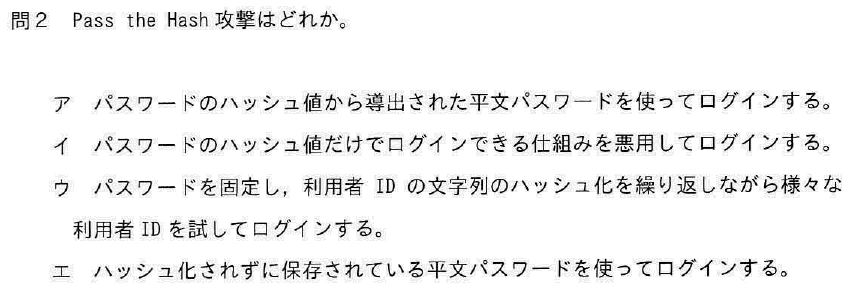 問２　Pass the Hash 攻撃はどれか。
ア　パスワードのハッシュ値から導出された平文パスワードを使ってログインする。
イ　パスワードのハッシュ値だけでログインできる仕組みを悪用してログインする。
ウ　パスワードを固定し，利用者 ID の文字列のハッシュ化を繰り返しながら様々な
利用者 ID を試してログインする。
エ　ハッシュ化されずに保存されている平文パスワードを使ってログインする。